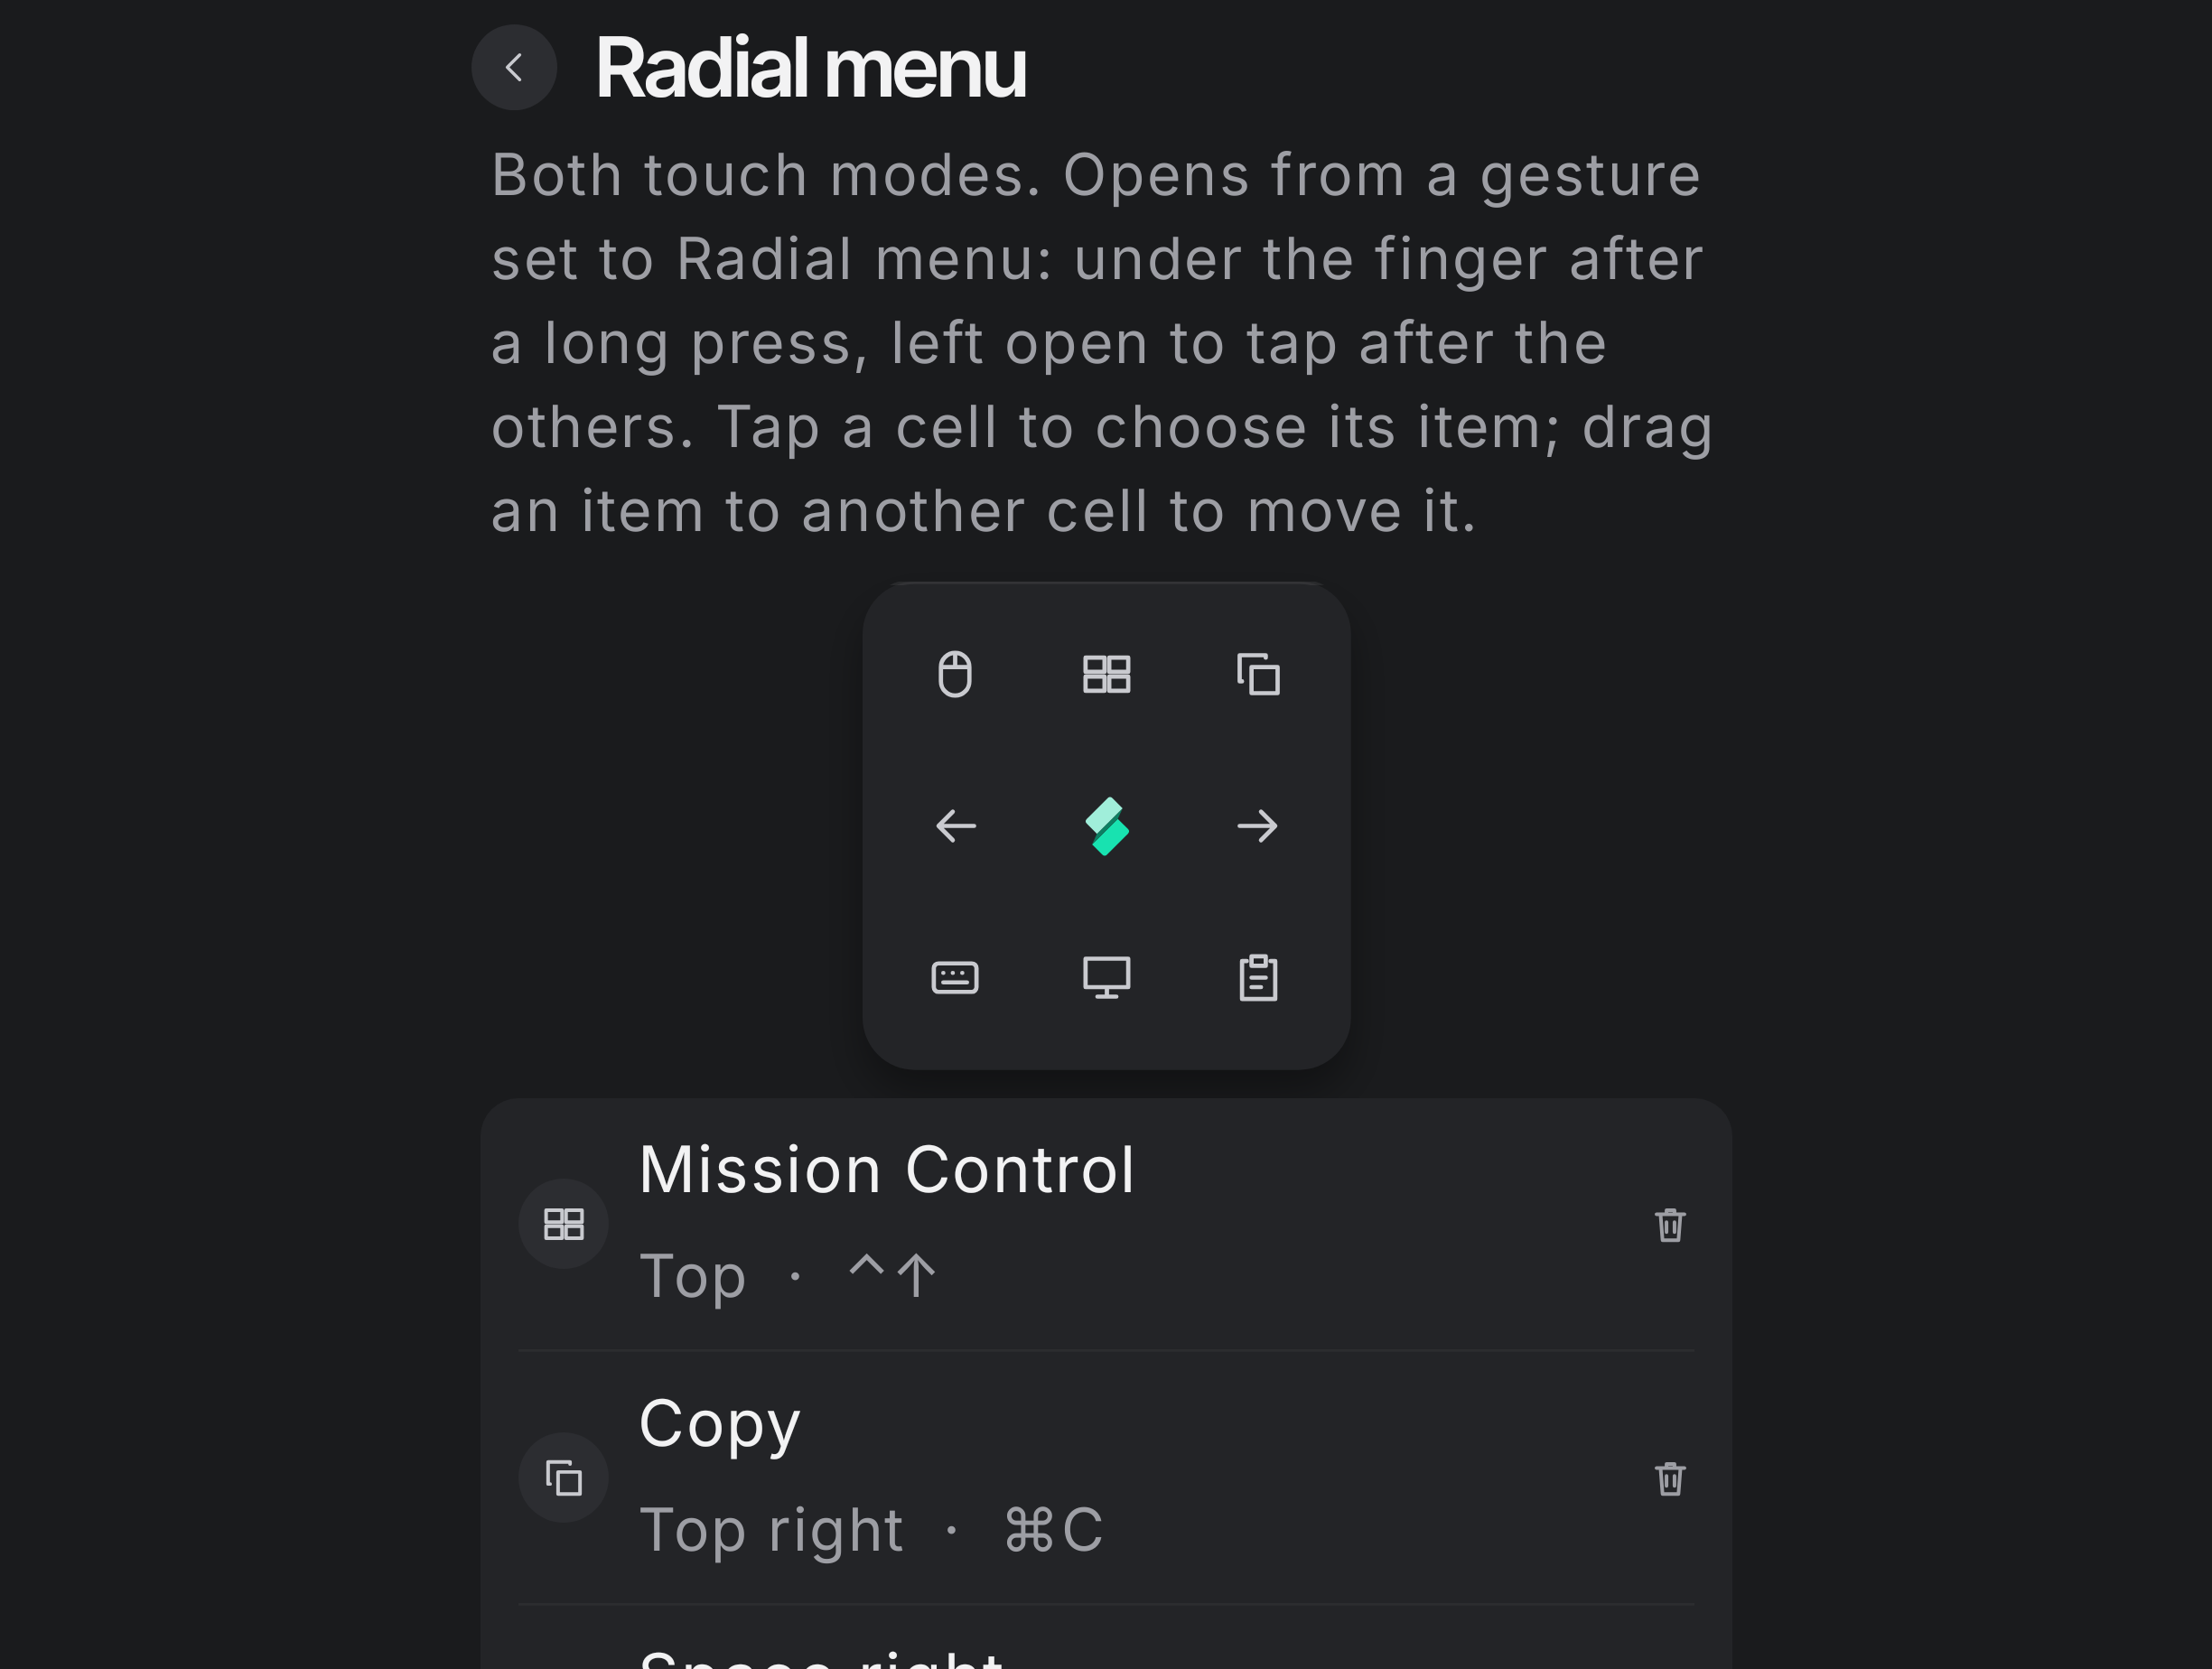 Radial menu
Both touch modes. Opens from a gesture
set to Radial menu: under the finger after
a long press, left open to tap after the
others. Tap a cell to choose its item; drag
an item to another cell to move it.
Mission Control
Top · ⌃↑
Copy
Top right · ⌘C
Space right